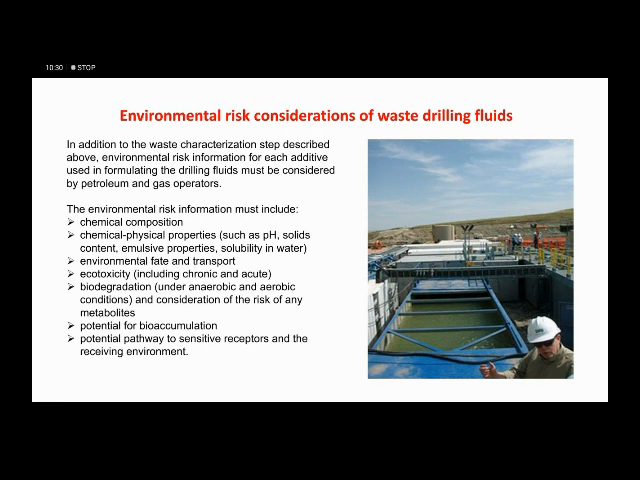 10:30 STOP
Environmental risk considerations of waste drilling fluids
In addition to the waste characterization step described
above, environmental risk information for each additive
used in formulating the drilling fluids must be considered
by petroleum and gas operators.
The environmental risk information must include:
➢ chemical composition
➢ chemical-physical properties (such as pH, solids
content, emulsive properties, solubility in water)
➢ environmental fate and transport
➢ ecotoxicity (including chronic and acute)
➢ biodegradation (under anaerobic and aerobic
conditions) and consideration of the risk of any
metabolites
➢ potential for bioaccumulation
➢ potential pathway to sensitive receptors and the
receiving environment.